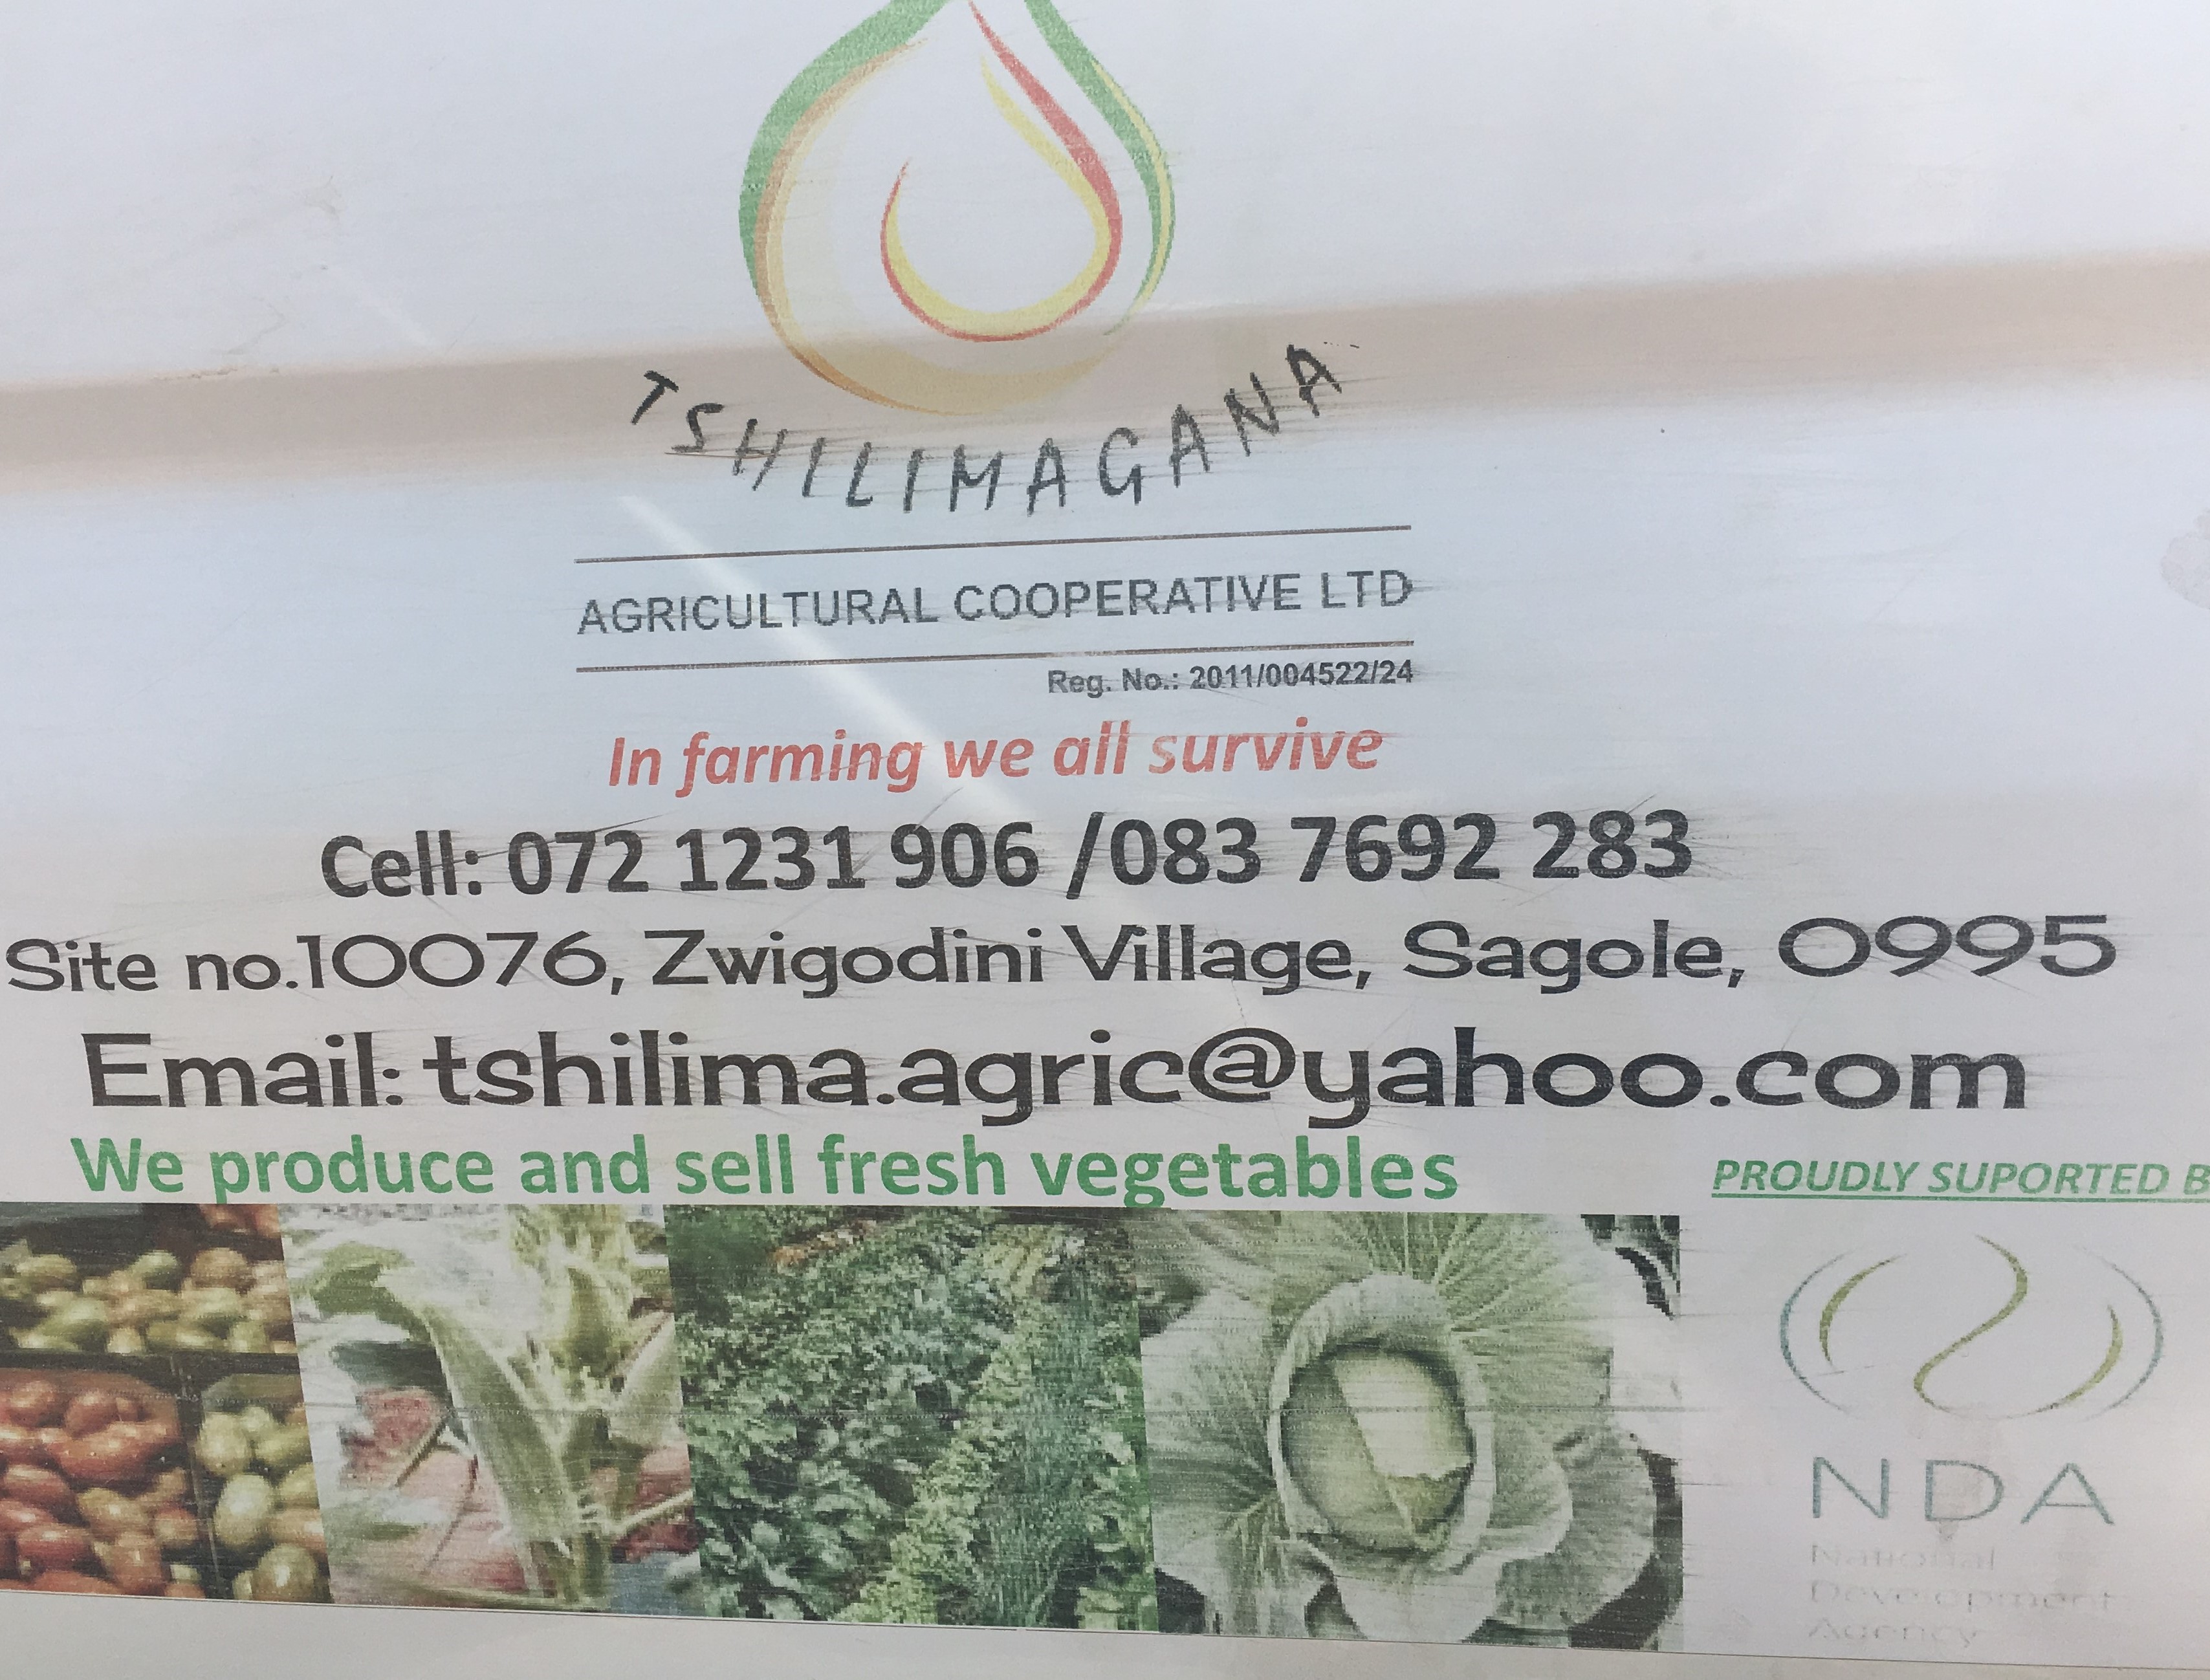 TSHILIMAGANA
AGRICULTURAL COOPERATIVE LTD
Reg. No.: 2011/004522/24
In farming we all survive
Cell: 072 1231 906 /083 7692 283
Site no.10076, Zwigodini Village, Sagole, 0995
Email: tshilima.agric@yahoo.com
We produce and sell fresh vegetables
PROUDLY SUPORTED B
NDA
National
Development
Agency